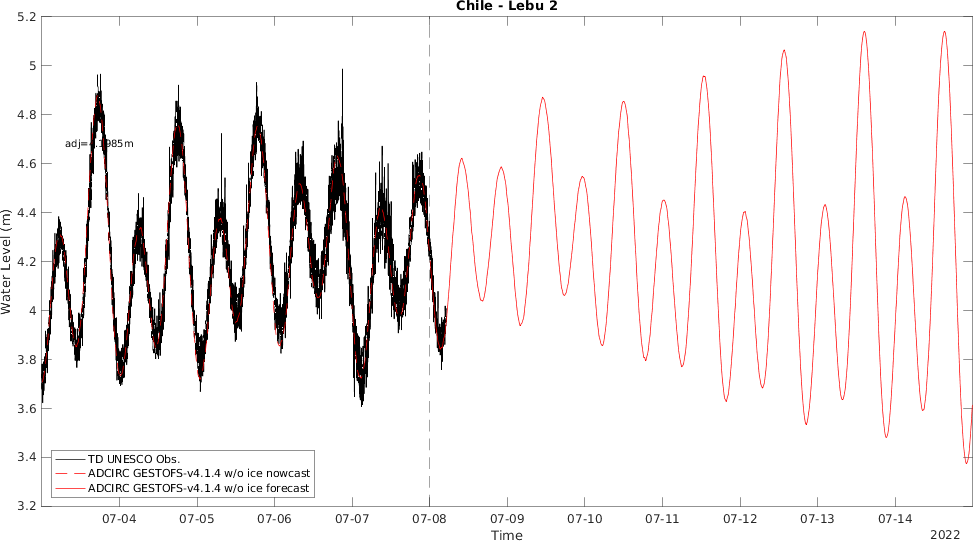 Chile - Lebu 2
5.2
5
4.8
4.6
4.4
4.2
4
3.8
3.6
3.4
3.2
Water Level (m)
adj=4.1985m
TD UNESCO Obs.
ADCIRC GESTOFS-v4.1.4 w/o ice nowcast
ADCIRC GESTOFS-v4.1.4 w/o ice forecast
07-04 07-05 07-06 07-07 07-08 07-09 07-10 07-11 07-12 07-13 07-14
Time
2022